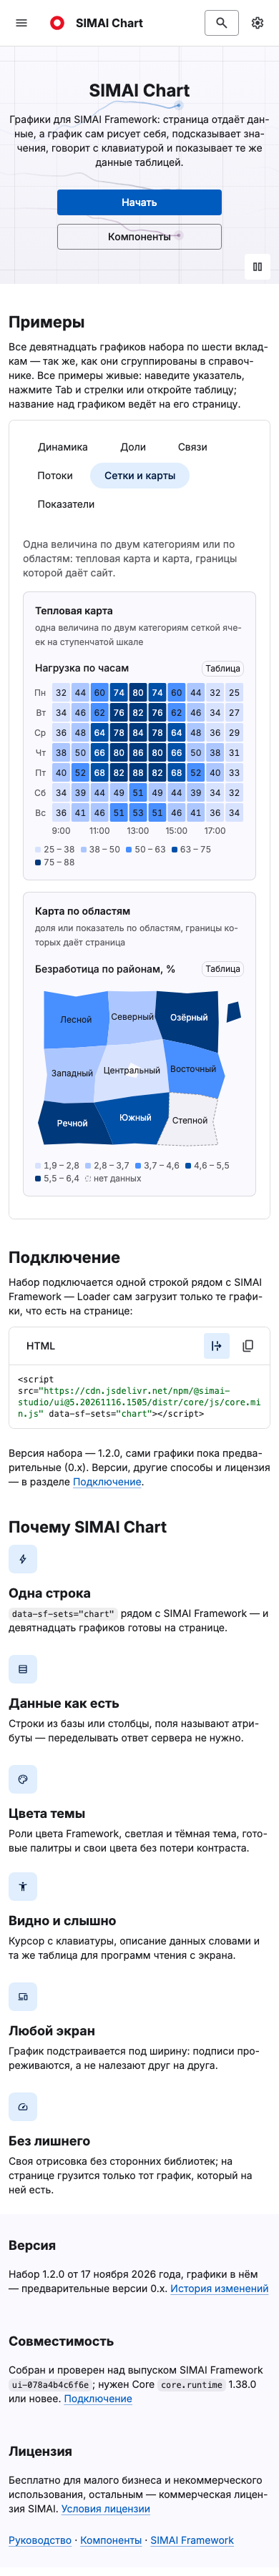 SIMAI Chart
SIMAI Chart
Графики для SIMAI Framework: страница отдаёт дан-
ные, а график сам рисует себя, подсказывает зна-
чения, говорит с клавиатурой и показывает те же
данные таблицей.
Начать
Компоненты
Примеры
Все девятнадцать графиков набора по шести вклад-
кам — так же, как они сгруппированы в справоч-
нике. Все примеры живые: наведите указатель,
нажмите Tab и стрелки или откройте таблицу;
название над графиком ведёт на его страницу.
Динамика Доли Связи
Потоки Сетки и карты
Показатели
Одна величина по двум категориям или по
областям: тепловая карта и карта, границы
которой даёт сайт.
Тепловая карта
одна величина по двум категориям сеткой яче-
ек на ступенчатой шкале
Нагрузка по часам Таблица
Пн 32 44 60 74 80 74 60 44 32 25
Вт 34 46 62 76 82 76 62 46 34 27
Ср 36 48 64 78 84 78 64 48 36 29
Чт 38 50 66 80 86 80 66 50 38 31
Пт 40 52 68 82 88 82 68 52 40 33
Сб 34 39 44 49 51 49 44 39 34 32
Вс 36 41 46 51 53 51 46 41 36 34
9:00 11:00 13:00 15:00 17:00
25 – 38 38 – 50 50 – 63 63 – 75
75 – 88
Карта по областям
доля или показатель по областям, границы ко-
торых даёт страница
Безработица по районам, % Таблица
Лесной Северный Озёрный
Западный Центральный Восточный
Речной Южный Степной
1,9 – 2,8 2,8 – 3,7 3,7 – 4,6 4,6 – 5,5
5,5 – 6,4 нет данных
Подключение
Набор подключается одной строкой рядом с SIMAI
Framework — Loader сам загрузит только те графи-
ки, что есть на странице:
HTML
<script
src="https://cdn.jsdelivr.net/npm/@simai-
studio/ui@5.20261116.1505/distr/core/js/core.mi
n.js" data-sf-sets="chart"></script>
Версия набора — 1.2.0, сами графики пока предва-
рительные (0.x). Версии, другие способы и лицензия
— в разделе Подключение.
Почему SIMAI Chart
Одна строка
data-sf-sets="chart" рядом с SIMAI Framework — и
девятнадцать графиков готовы на странице.
Данные как есть
Строки из базы или столбцы, поля называют атри-
буты — переделывать ответ сервера не нужно.
Цвета темы
Роли цвета Framework, светлая и тёмная тема, гото-
вые палитры и свои цвета без потери контраста.
Видно и слышно
Курсор с клавиатуры, описание данных словами и
та же таблица для программ чтения с экрана.
Любой экран
График подстраивается под ширину: подписи про-
реживаются, а не налезают друг на друга.
Без лишнего
Своя отрисовка без сторонних библиотек; на
странице грузится только тот график, который на
ней есть.
Версия
Набор 1.2.0 от 17 ноября 2026 года, графики в нём
— предварительные версии 0.x. История изменений
Совместимость
Собран и проверен над выпуском SIMAI Framework
ui-078a4b4c6f6e; нужен Core core.runtime 1.38.0
или новее. Подключение
Лицензия
Бесплатно для малого бизнеса и некоммерческого
использования, остальным — коммерческая лицен-
зия SIMAI. Условия лицензии
Руководство · Компоненты · SIMAI Framework